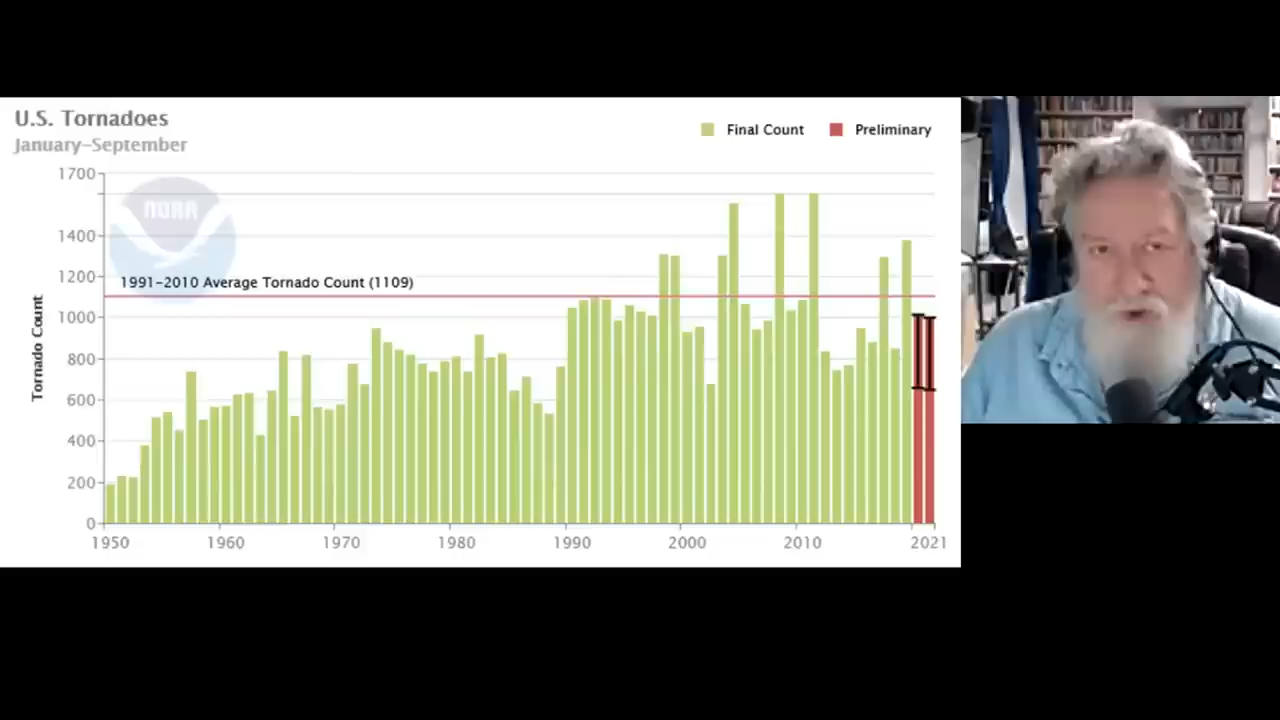 U.S. Tornadoes
January-September
Final Count
Preliminary
NOAA
1991-2010 Average Tornado Count (1109)
Tornado Count
1700
1400
1200
1000
800
600
400
200
0
1950 1960 1970 1980 1990 2000 2010 2021